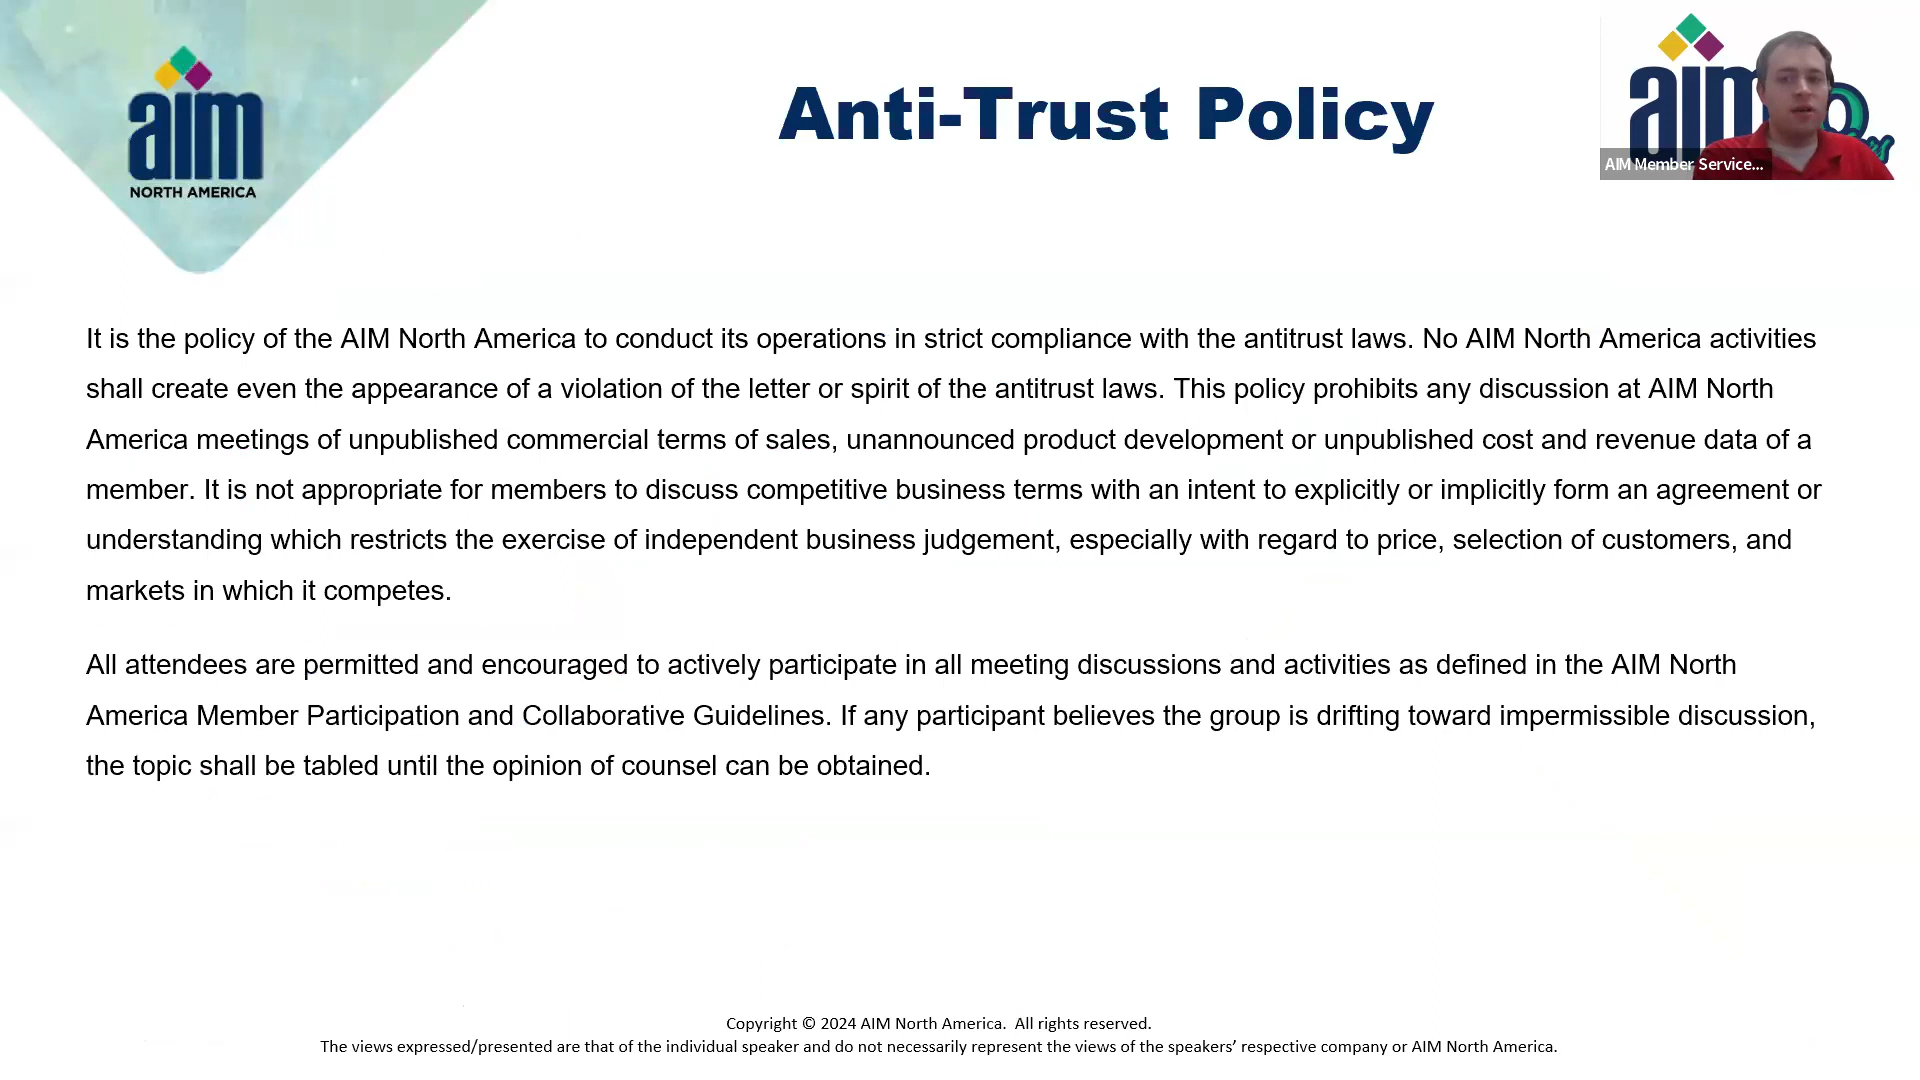 aim
NORTH AMERICA
Anti-Trust Policy
aim
AIM Member Service...
It is the policy of the AIM North America to conduct its operations in strict compliance with the antitrust laws. No AIM North America activities
shall create even the appearance of a violation of the letter or spirit of the antitrust laws. This policy prohibits any discussion at AIM North
America meetings of unpublished commercial terms of sales, unannounced product development or unpublished cost and revenue data of a
member. It is not appropriate for members to discuss competitive business terms with an intent to explicitly or implicitly form an agreement or
understanding which restricts the exercise of independent business judgement, especially with regard to price, selection of customers, and
markets in which it competes.
All attendees are permitted and encouraged to actively participate in all meeting discussions and activities as defined in the AIM North
America Member Participation and Collaborative Guidelines. If any participant believes the group is drifting toward impermissible discussion,
the topic shall be tabled until the opinion of counsel can be obtained.
Copyright © 2024 AIM North America. All rights reserved.
The views expressed/presented are that of the individual speaker and do not necessarily represent the views of the speakers’ respective company or AIM North America.